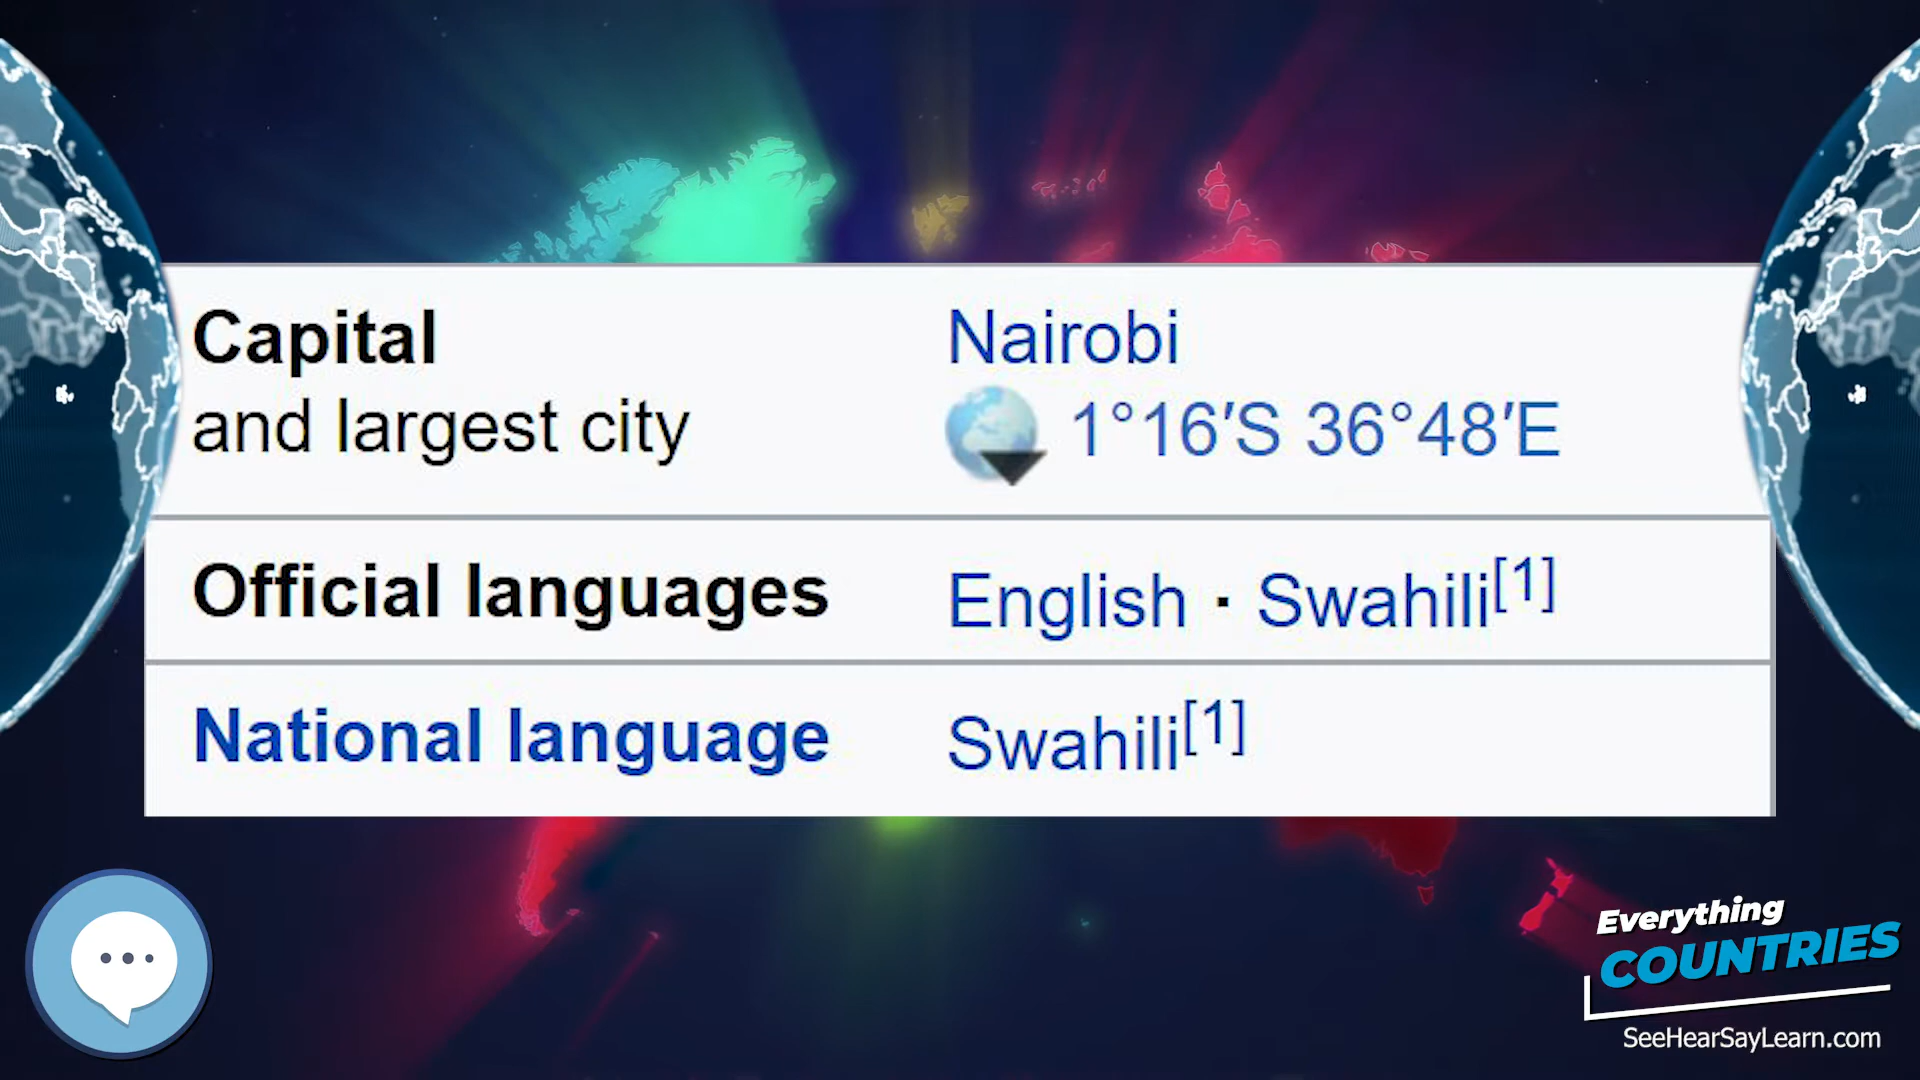 Capital
and largest city
Nairobi
1°16′S 36°48′E
Official languages
English · Swahili[1]
National language
Swahili[1]
Everything
COUNTRIES
SeeHearSayLearn.com